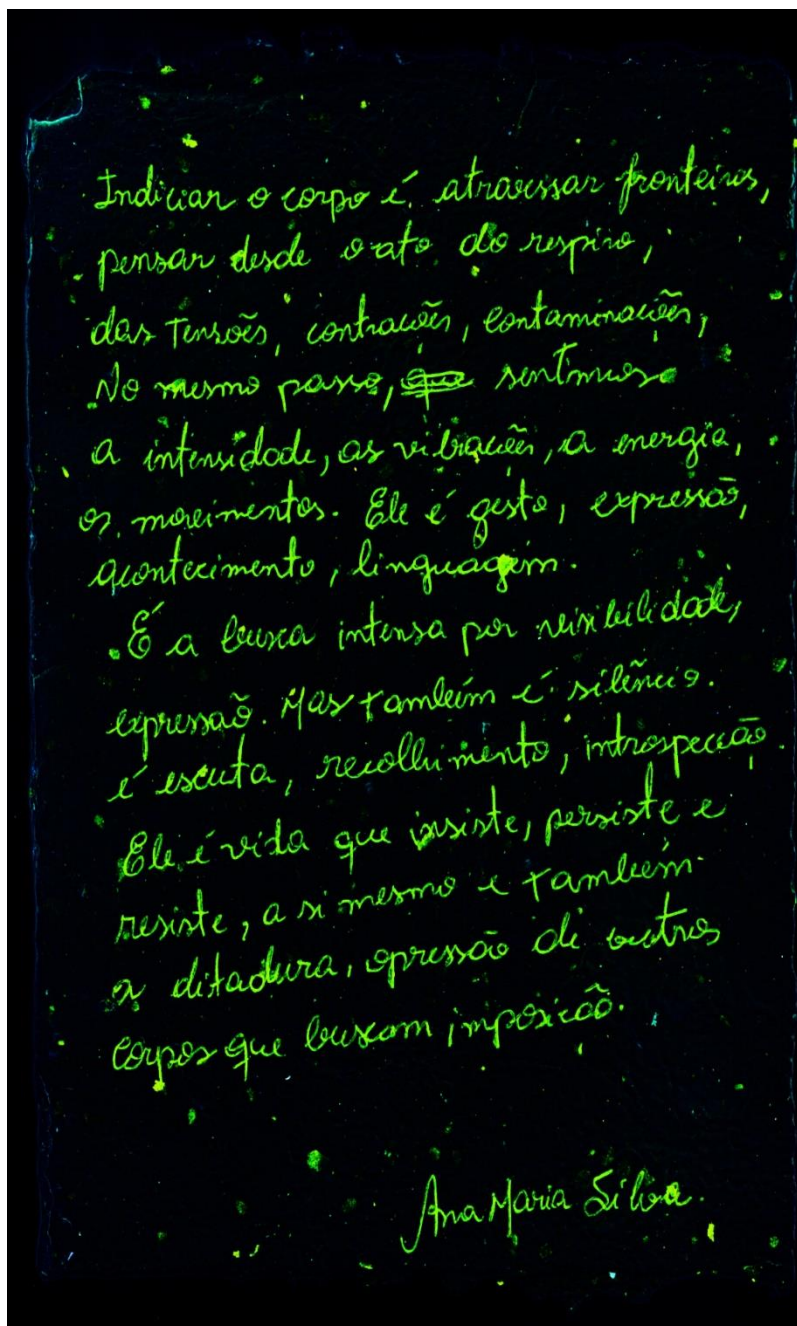 Indiciar o corpo é atravessar fronteiras,
pensar desde o ato do respiro,
das tensões, contrações, contaminações,
No mesmo passo, que sentimos
a intensidade, as vibrações, a energia,
os movimentos. Ele é gesto, expressão,
acontecimento, linguagem.
É a busca intensa por visibilidade,
expressão. Mas também é silêncio.
é escuta, recolhimento, introspecção.
Ele é vida que insiste, persiste e
resiste, a si mesmo e também
a ditadura, opressão de outros
corpos que buscam imposição.
Ana Maria Silva.